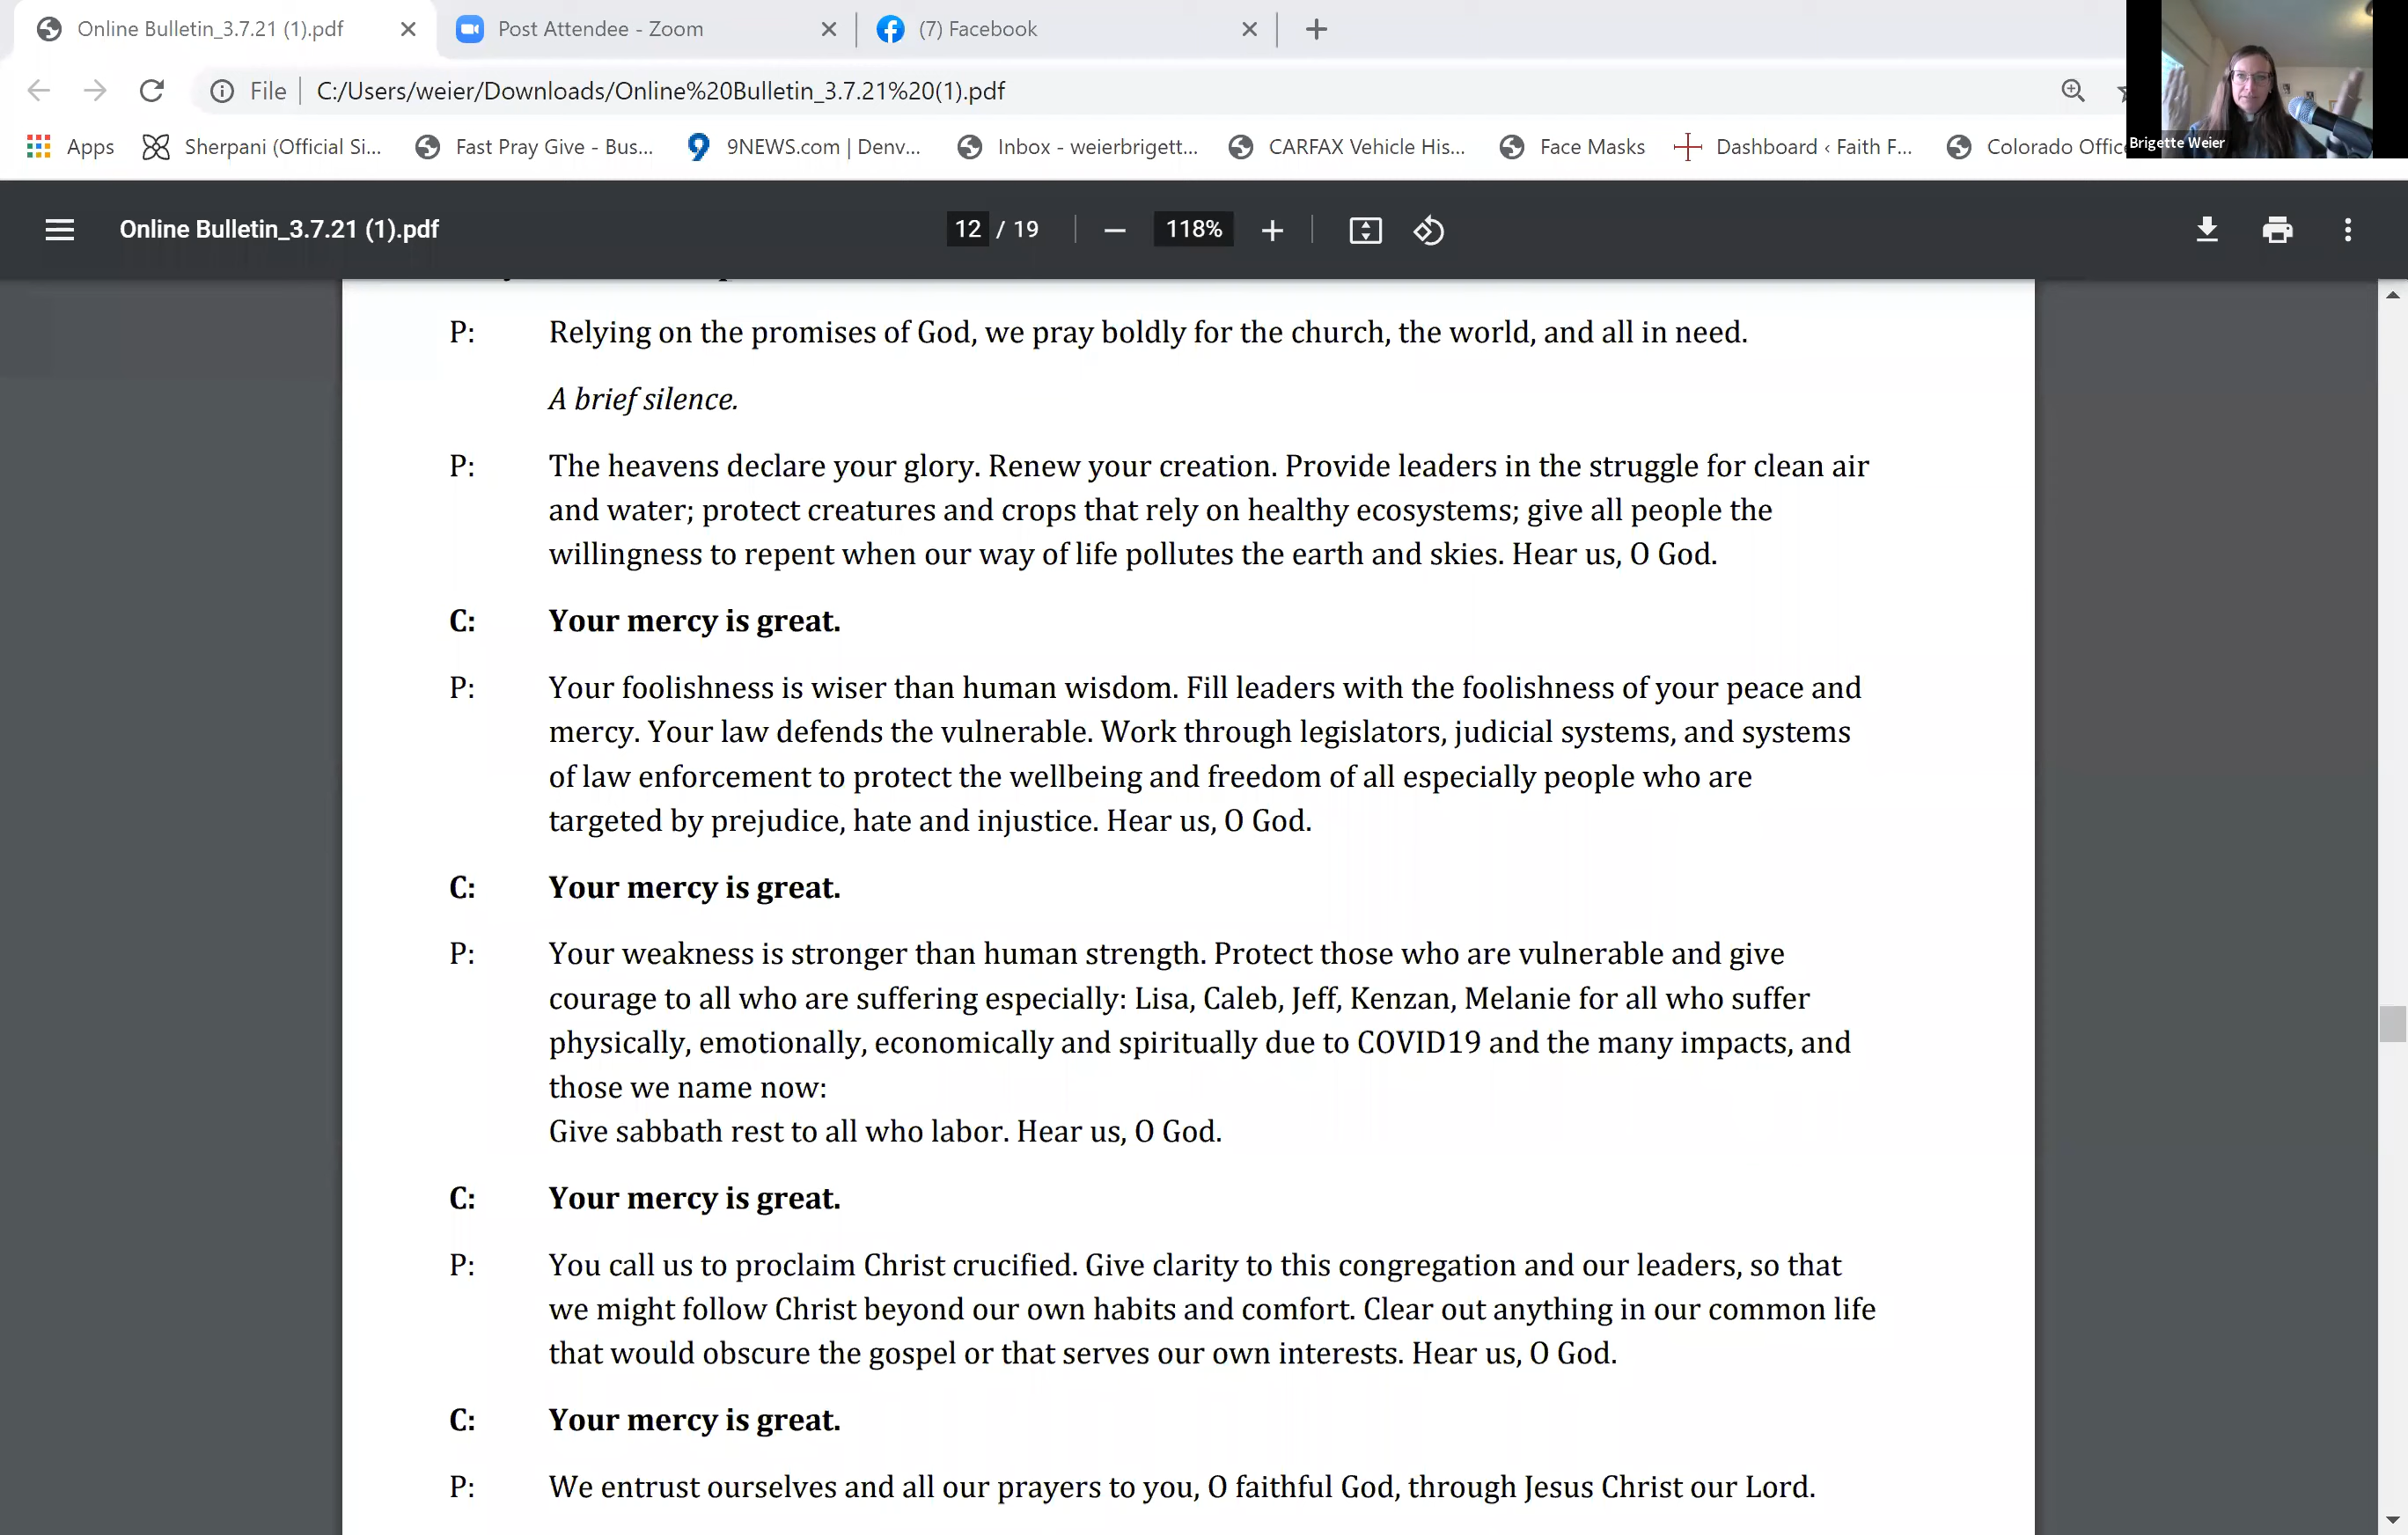 Online Bulletin_3.7.21 (1).pdf
Post Attendee - Zoom
(7) Facebook
File
C:/Users/weier/Downloads/Online%20Bulletin_3.7.21%20(1).pdf
Apps
Sherpani (Official Si...
Fast Pray Give - Bus...
9NEWS.com | Denv...
Inbox - weierbrigett...
CARFAX Vehicle His...
Face Masks
Dashboard ‹ Faith F...
Colorado Offic
Brigette Weier
Online Bulletin_3.7.21 (1).pdf
12 / 19
118%
P: Relying on the promises of God, we pray boldly for the church, the world, and all in need.
A brief silence.
P: The heavens declare your glory. Renew your creation. Provide leaders in the struggle for clean air
and water; protect creatures and crops that rely on healthy ecosystems; give all people the
willingness to repent when our way of life pollutes the earth and skies. Hear us, O God.
C: Your mercy is great.
P: Your foolishness is wiser than human wisdom. Fill leaders with the foolishness of your peace and
mercy. Your law defends the vulnerable. Work through legislators, judicial systems, and systems
of law enforcement to protect the wellbeing and freedom of all especially people who are
targeted by prejudice, hate and injustice. Hear us, O God.
C: Your mercy is great.
P: Your weakness is stronger than human strength. Protect those who are vulnerable and give
courage to all who are suffering especially: Lisa, Caleb, Jeff, Kenzan, Melanie for all who suffer
physically, emotionally, economically and spiritually due to COVID19 and the many impacts, and
those we name now:
Give sabbath rest to all who labor. Hear us, O God.
C: Your mercy is great.
P: You call us to proclaim Christ crucified. Give clarity to this congregation and our leaders, so that
we might follow Christ beyond our own habits and comfort. Clear out anything in our common life
that would obscure the gospel or that serves our own interests. Hear us, O God.
C: Your mercy is great.
P: We entrust ourselves and all our prayers to you, O faithful God, through Jesus Christ our Lord.